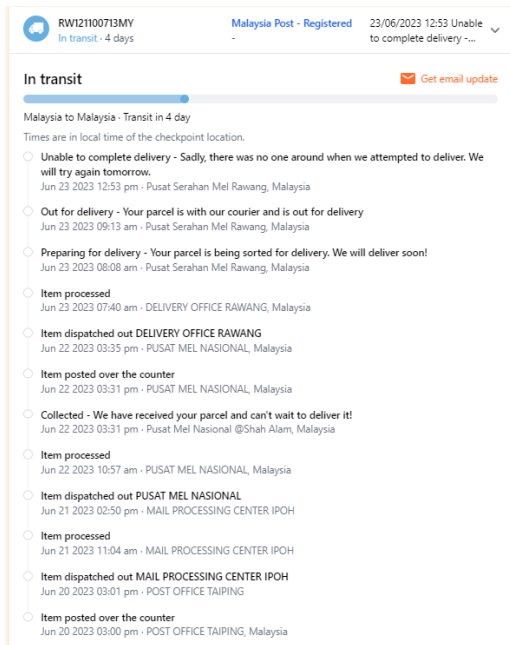 RW121100713MY
In transit · 4 days
Malaysia Post - Registered
-
23/06/2023 12:53 Unable
to complete delivery -...
In transit
Get email update
Malaysia to Malaysia · Transit in 4 day
Times are in local time of the checkpoint location.
Unable to complete delivery - Sadly, there was no one around when we attempted to deliver. We
will try again tomorrow.
Jun 23 2023 12:53 pm · Pusat Serahan Mel Rawang, Malaysia
Out for delivery - Your parcel is with our courier and is out for delivery
Jun 23 2023 09:13 am · Pusat Serahan Mel Rawang, Malaysia
Preparing for delivery - Your parcel is being sorted for delivery. We will deliver soon!
Jun 23 2023 08:08 am · Pusat Serahan Mel Rawang, Malaysia
Item processed
Jun 23 2023 07:40 am · DELIVERY OFFICE RAWANG, Malaysia
Item dispatched out DELIVERY OFFICE RAWANG
Jun 22 2023 03:35 pm · PUSAT MEL NASIONAL, Malaysia
Item posted over the counter
Jun 22 2023 03:31 pm · PUSAT MEL NASIONAL, Malaysia
Collected - We have received your parcel and can't wait to deliver it!
Jun 22 2023 03:31 pm · Pusat Mel Nasional @Shah Alam, Malaysia
Item processed
Jun 22 2023 10:57 am · PUSAT MEL NASIONAL, Malaysia
Item dispatched out PUSAT MEL NASIONAL
Jun 21 2023 02:50 pm · MAIL PROCESSING CENTER IPOH
Item processed
Jun 21 2023 11:04 am · MAIL PROCESSING CENTER IPOH
Item dispatched out MAIL PROCESSING CENTER IPOH
Jun 20 2023 03:01 pm · POST OFFICE TAIPING
Item posted over the counter
Jun 20 2023 03:00 pm · POST OFFICE TAIPING, Malaysia